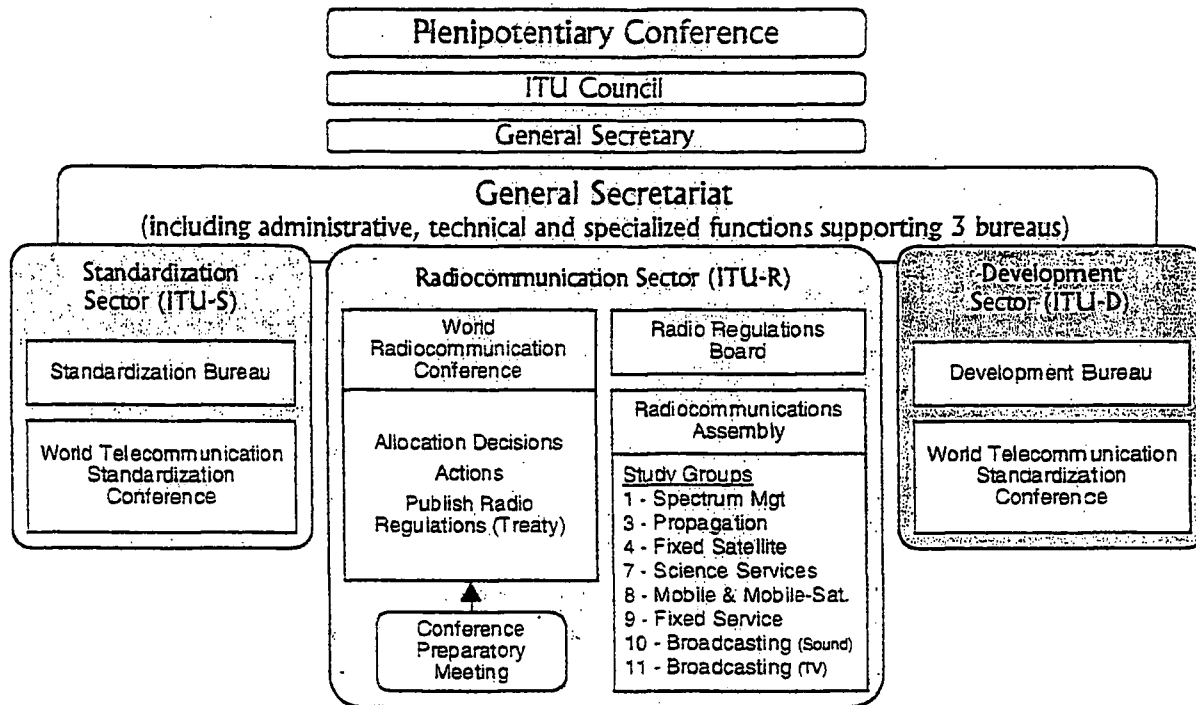 Plenipotentiary Conference
ITU Council
General Secretary
General Secretariat
(including administrative, technical and specialized functions supporting 3 bureaus)
Standardization
Sector (ITU-S)
Standardization Bureau
World Telecommunication
Standardization
Conference
Radiocommunication Sector (ITU-R)
World
Radiocommunication
Conference
Allocation Decisions
Actions
Publish Radio
Regulations (Treaty)
Conference
Preparatory
Meeting
Radio Regulations
Board
Radiocommunications
Assembly
Study Groups
1 - Spectrum Mgt
3 - Propagation
4 - Fixed Satellite
7 - Science Services
8 - Mobile & Mobile-Sat.
9 - Fixed Service
10 - Broadcasting (Sound)
11 - Broadcasting (TV)
Development
Sector (ITU-D)
Development Bureau
World Telecommunication
Standardization
Conference